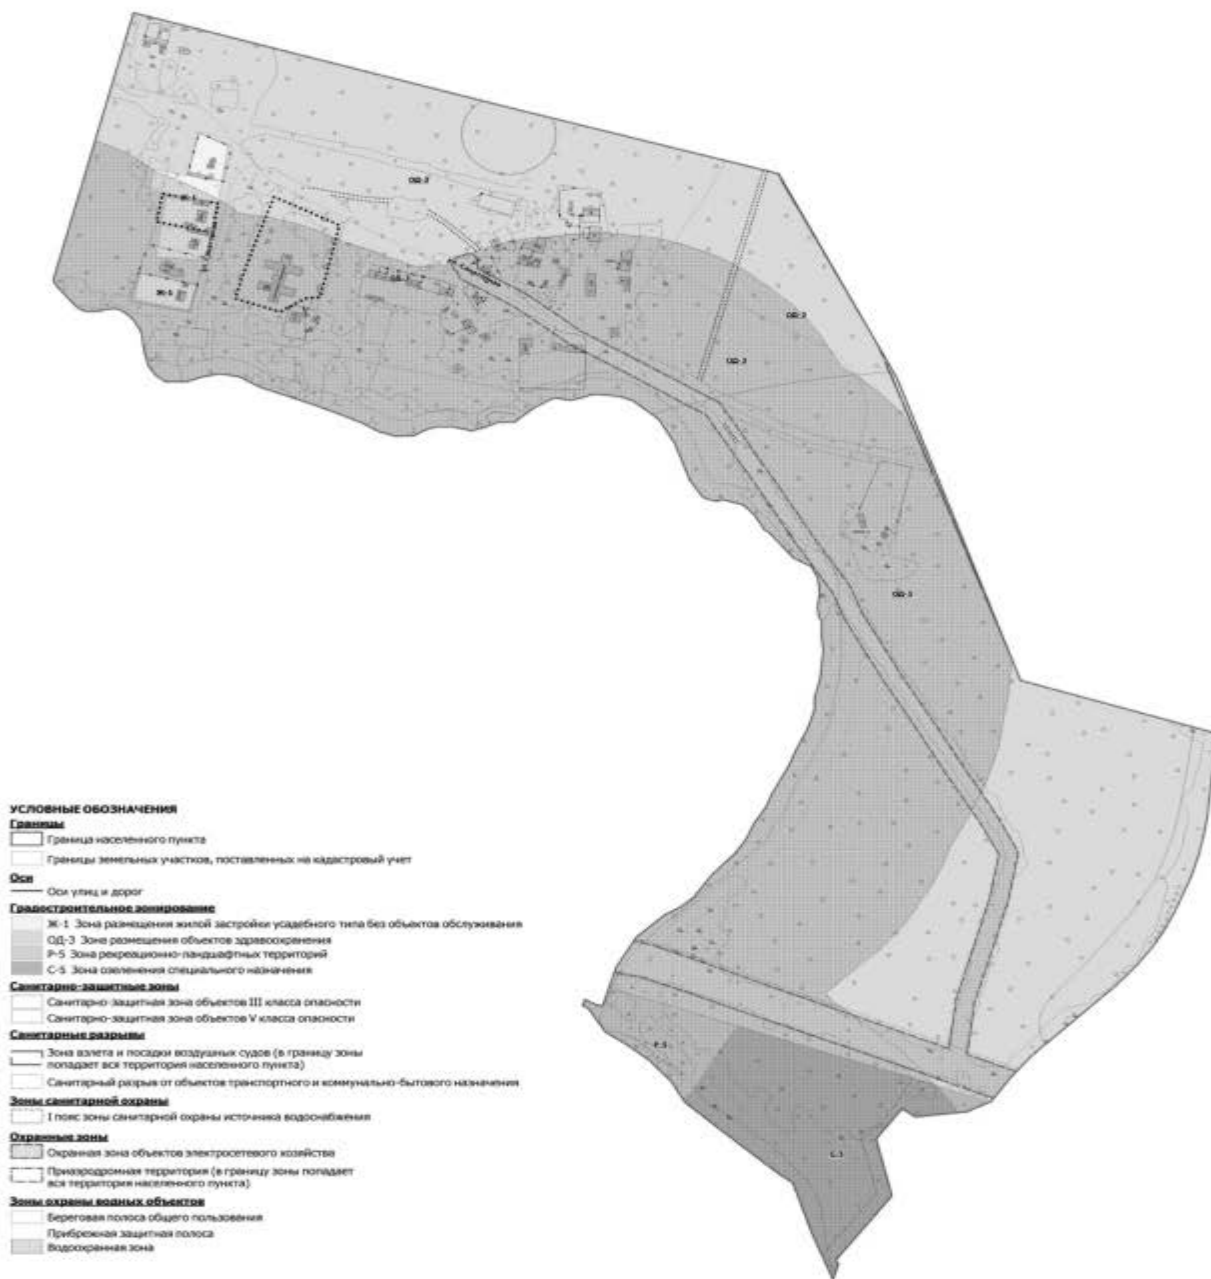 ОД-3
ОД-3
ОД-3
ОД-3
Р-5
УСЛОВНЫЕ ОБОЗНАЧЕНИЯ
Границы
Граница населенного пункта
Границы земельных участков, поставленных на кадастровый учет
Оси
Оси улиц и дорог
Градостроительное зонирование
Ж-1 Зона размещения жилой застройки усадебного типа без объектов обслуживания
ОД-3 Зона размещения объектов здравоохранения
Р-5 Зона рекреационно-ландшафтных территорий
С-5 Зона озеленения специального назначения
Санитарно-защитные зоны
Санитарно-защитная зона объектов III класса опасности
Санитарно-защитная зона объектов V класса опасности
Санитарные разрывы
Зона взлета и посадки воздушных судов (в границу зоны
попадает вся территория населенного пункта)
Санитарный разрыв от объектов транспортного и коммунально-бытового назначения
Зоны санитарной охраны
I пояс зоны санитарной охраны источника водоснабжения
Охранные зоны
Охранная зона объектов электросетевого хозяйства
Приаэродромная территория (в границу зоны попадает
вся территория населенного пункта)
Зоны охраны водных объектов
Береговая полоса общего пользования
Прибрежная защитная полоса
Водоохранная зона